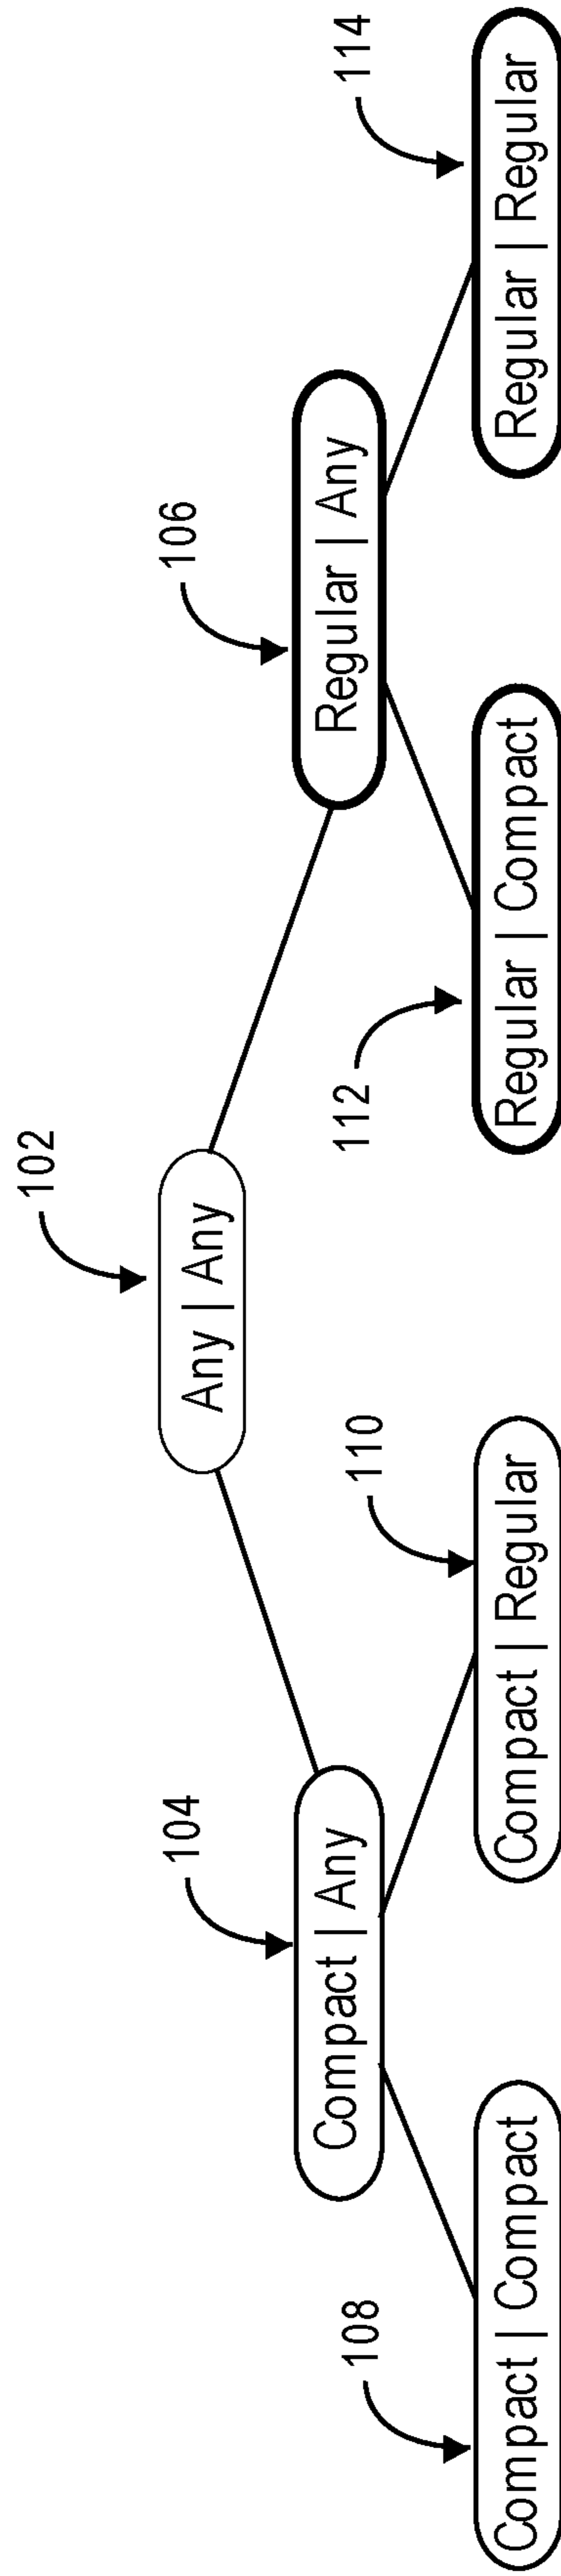 102
Any | Any
104
Compact | Any
106
Regular | Any
108
Compact | Compact
110
Compact | Regular
112
Regular | Compact
114
Regular | Regular